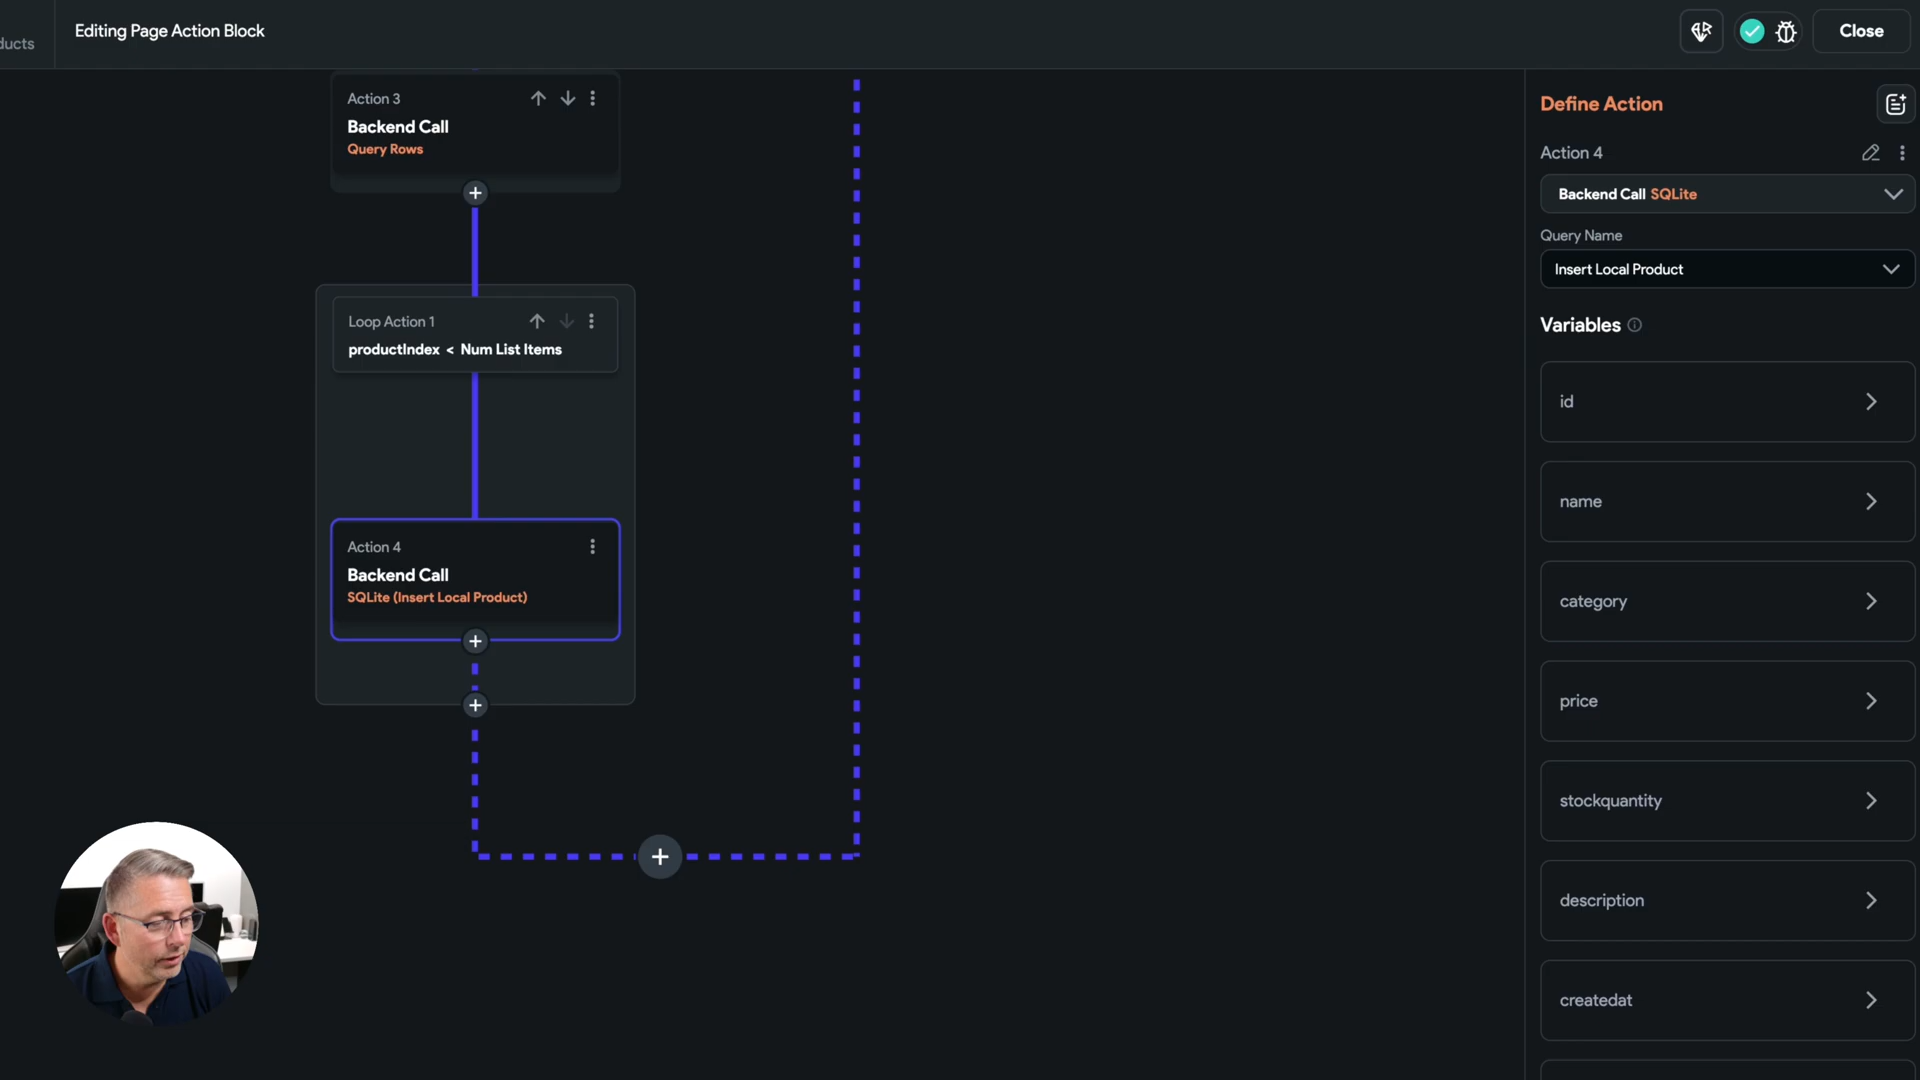 ducts
Editing Page Action Block
Close
Action 3
Backend Call
Query Rows
Loop Action 1
productIndex < Num List Items
Action 4
Backend Call
SQLite (Insert Local Product)
Define Action
Action 4
Backend Call SQLite
Query Name
Insert Local Product
Variables
id
name
category
price
stockquantity
description
createdat